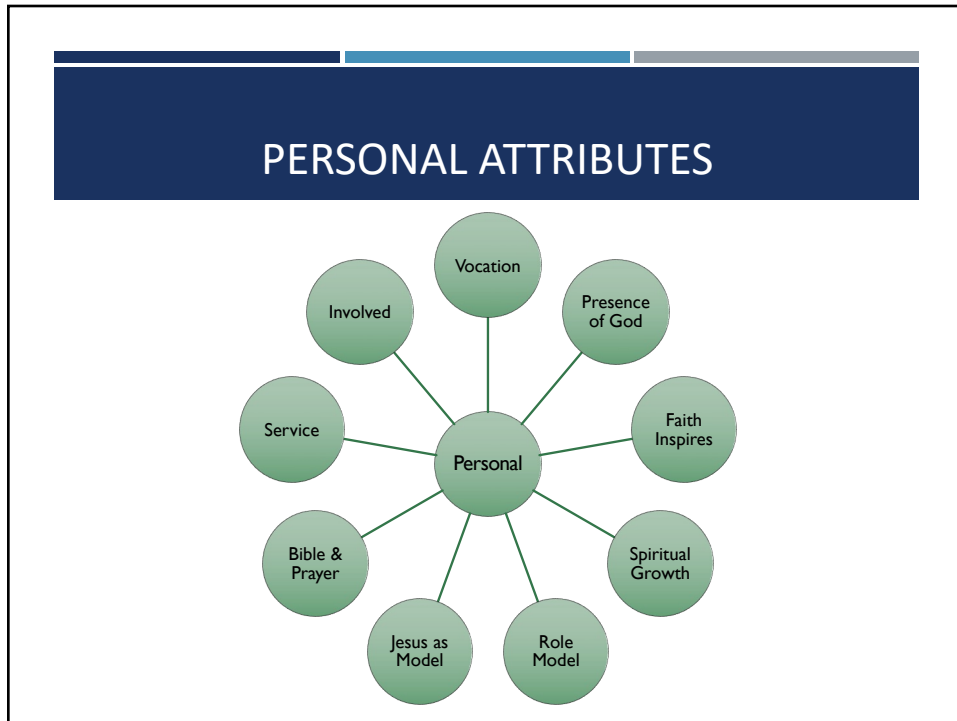 PERSONAL ATTRIBUTES
Vocation
Presence
of God
Faith
Inspires
Spiritual
Growth
Role
Model
Jesus as
Model
Bible &
Prayer
Service
Involved
Personal